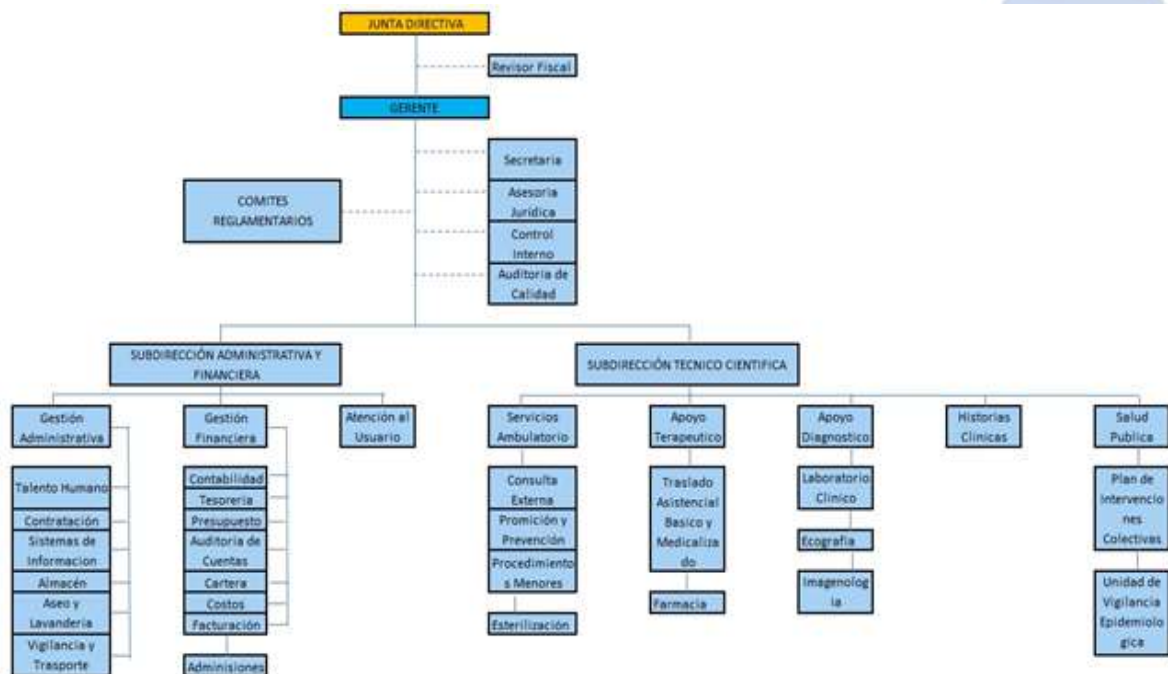 JUNTA DIRECTIVA
Revisor Fiscal
GERENTE
Secretaria
COMITES
REGLAMENTARIOS
Asesoria
Jurídica
Control
Interno
Auditoria de
Calidad
SUBDIRECCIÓN ADMINISTRATIVA Y
FINANCIERA
SUBDIRECCIÓN TECNICO CIENTIFICA
Gestión
Administrativa
Talento Humano
Contratación
Sistemas de
Informacion
Almacén
Aseo y
Lavanderia
Vigilancia y
Trasporte
Gestión
Financiera
Contabilidad
Tesoreria
Presupuesto
Auditoria de
Cuentas
Cartera
Costos
Facturación
Adminisiones
Atención al
Usuario
Servicios
Ambulatorio
Consulta
Externa
Promición y
Prevención
Procedimiento
s Menores
Esterilización
Apoyo
Terapeutico
Traslado
Asistencial
Basico y
Medicaliza
do
Farmacia
Apoyo
Diagnostico
Laboratorio
Clinico
Ecografia
Imagenolog
ia
Historias
Clinicas
Salud
Publica
Plan de
Intervencio
nes
Colectivas
Unidad de
Vigilancia
Epidemiolo
gica